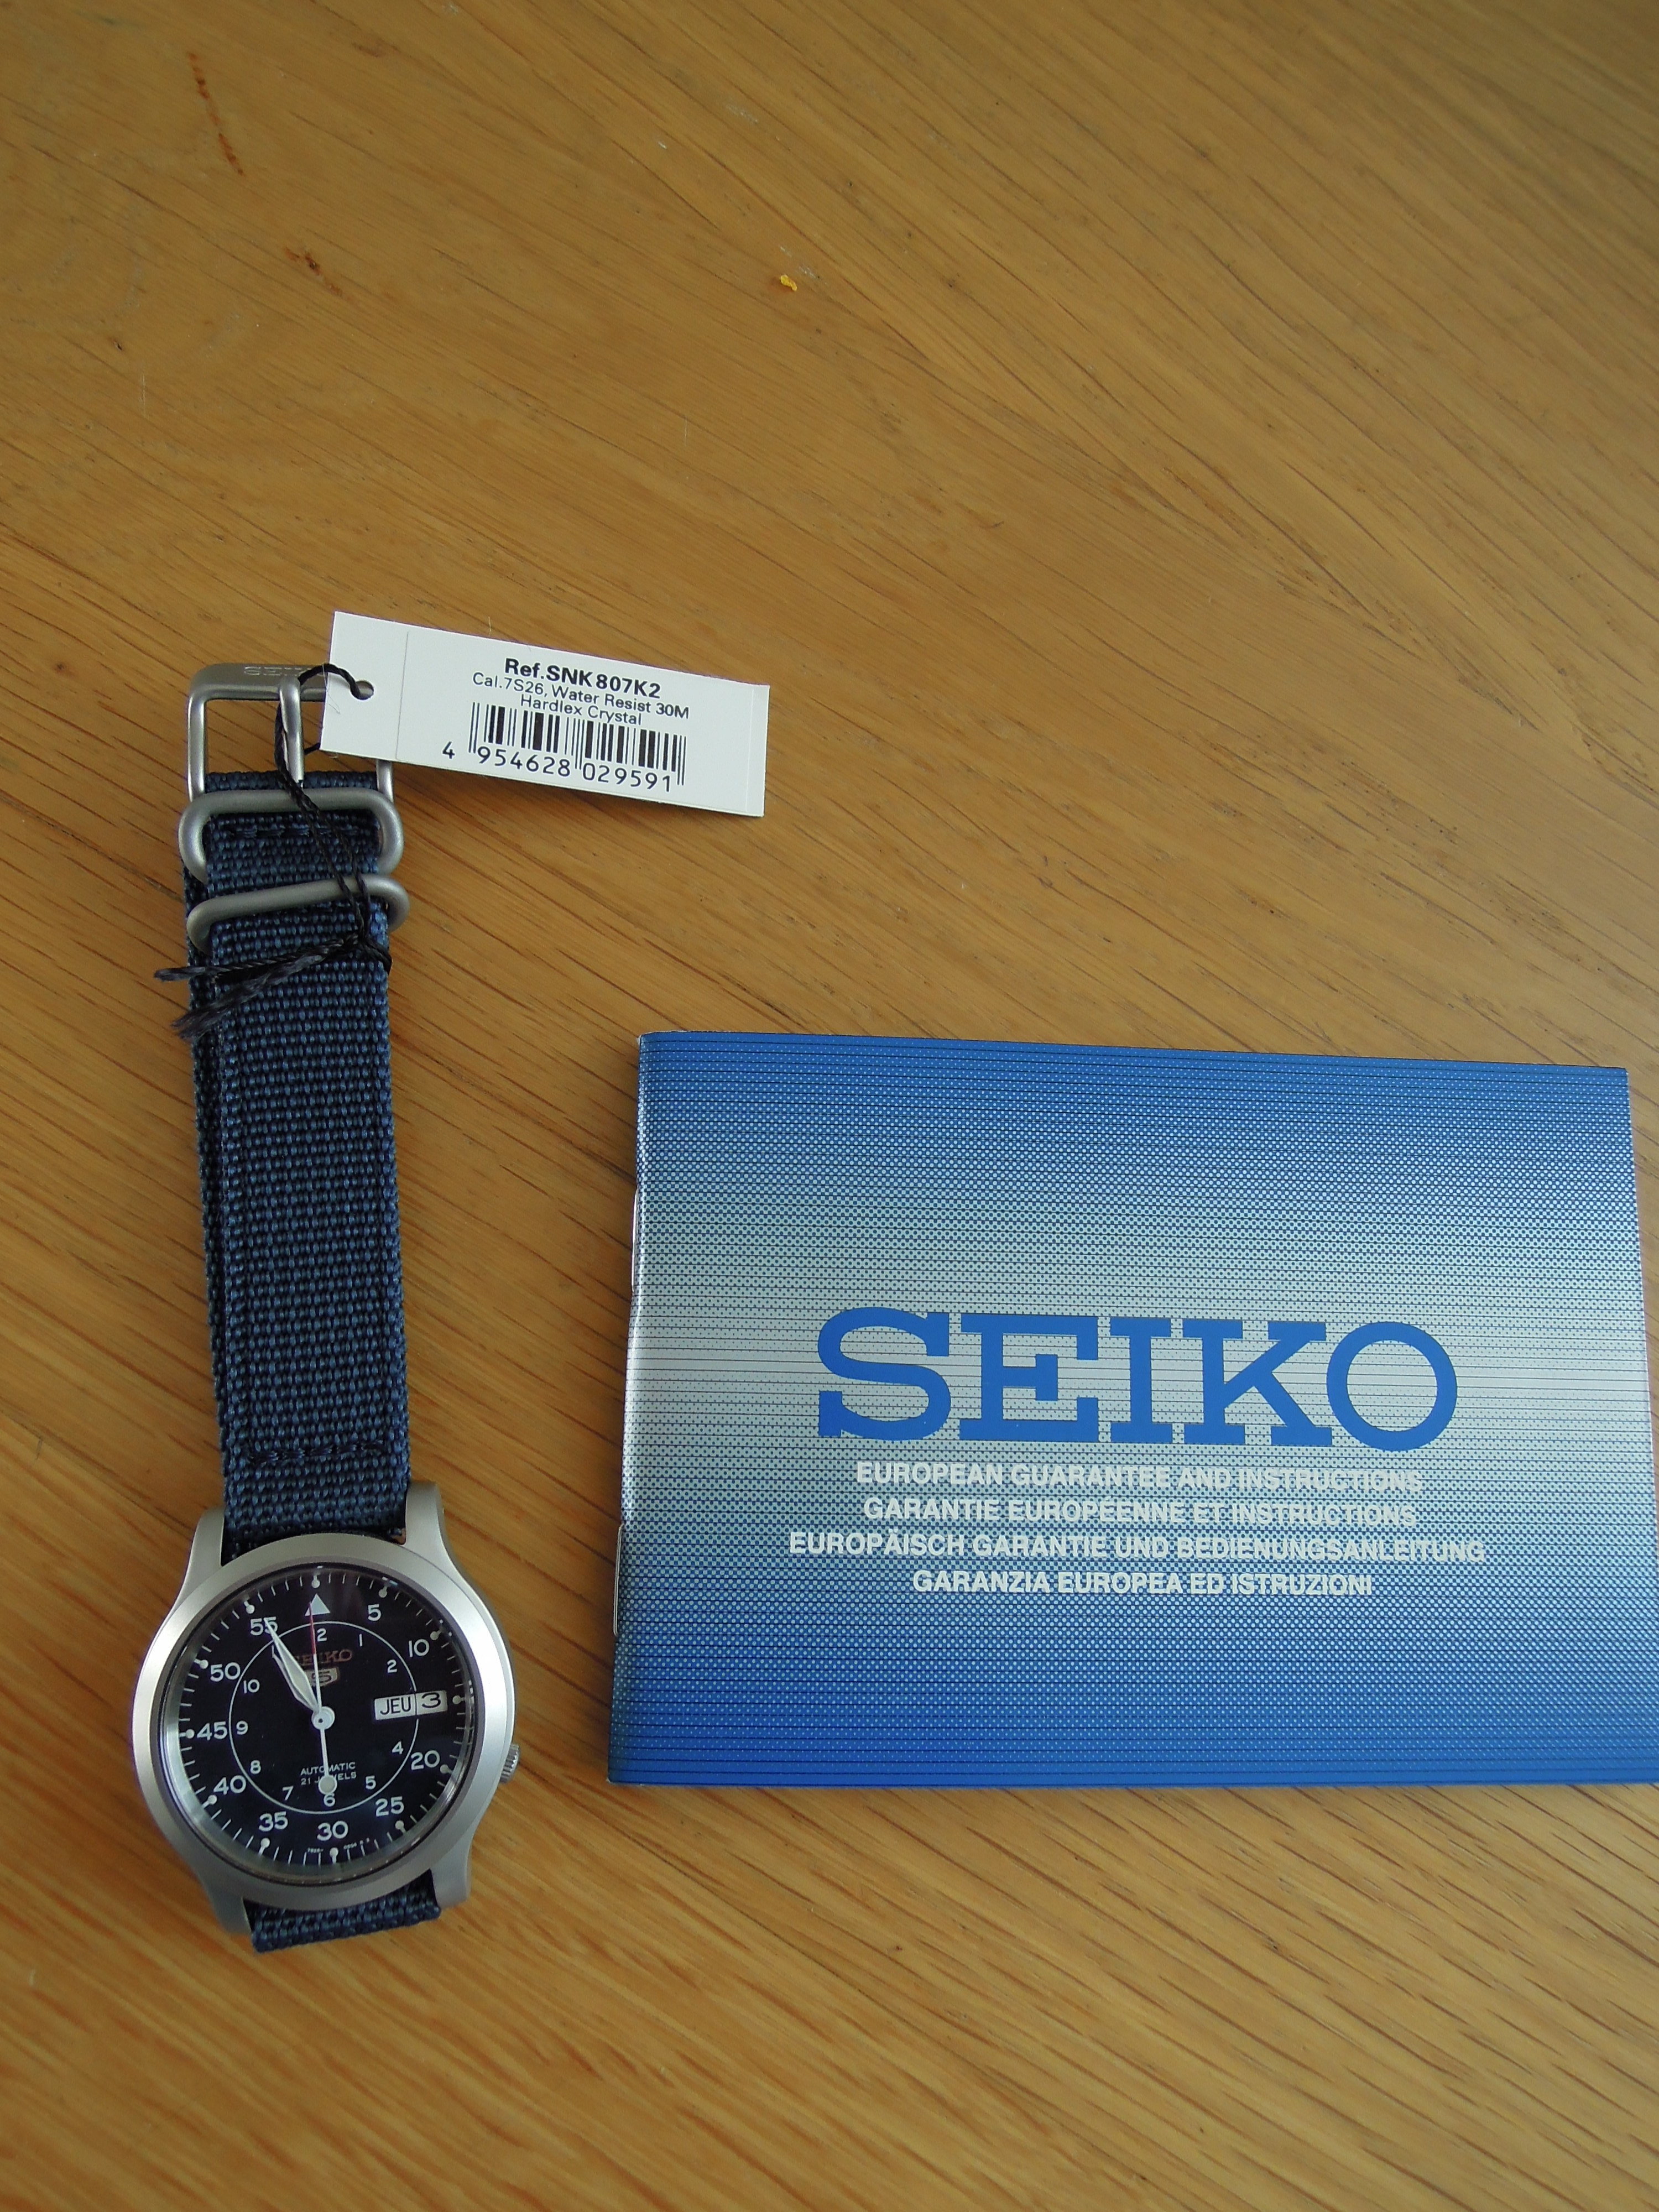 SEIKO
Ref.SNK807K2
Cal.7S26, Water Resist 30M
Hardlex Crystal
4 954628 029591
SEIKO
EUROPEAN GUARANTEE AND INSTRUCTIONS
GARANTIE EUROPEENNE ET INSTRUCTIONS
EUROPÄISCH GARANTIE UND BEDIENUNGSANLEITUNG
GARANZIA EUROPEA ED ISTRUZIONI
55 5
2 1
SEIKO
50 10
10 2
5
JEU 3
45 9
8 4 20
AUTOMATIC
21 JEWELS
40 7 6 5 25
35 30